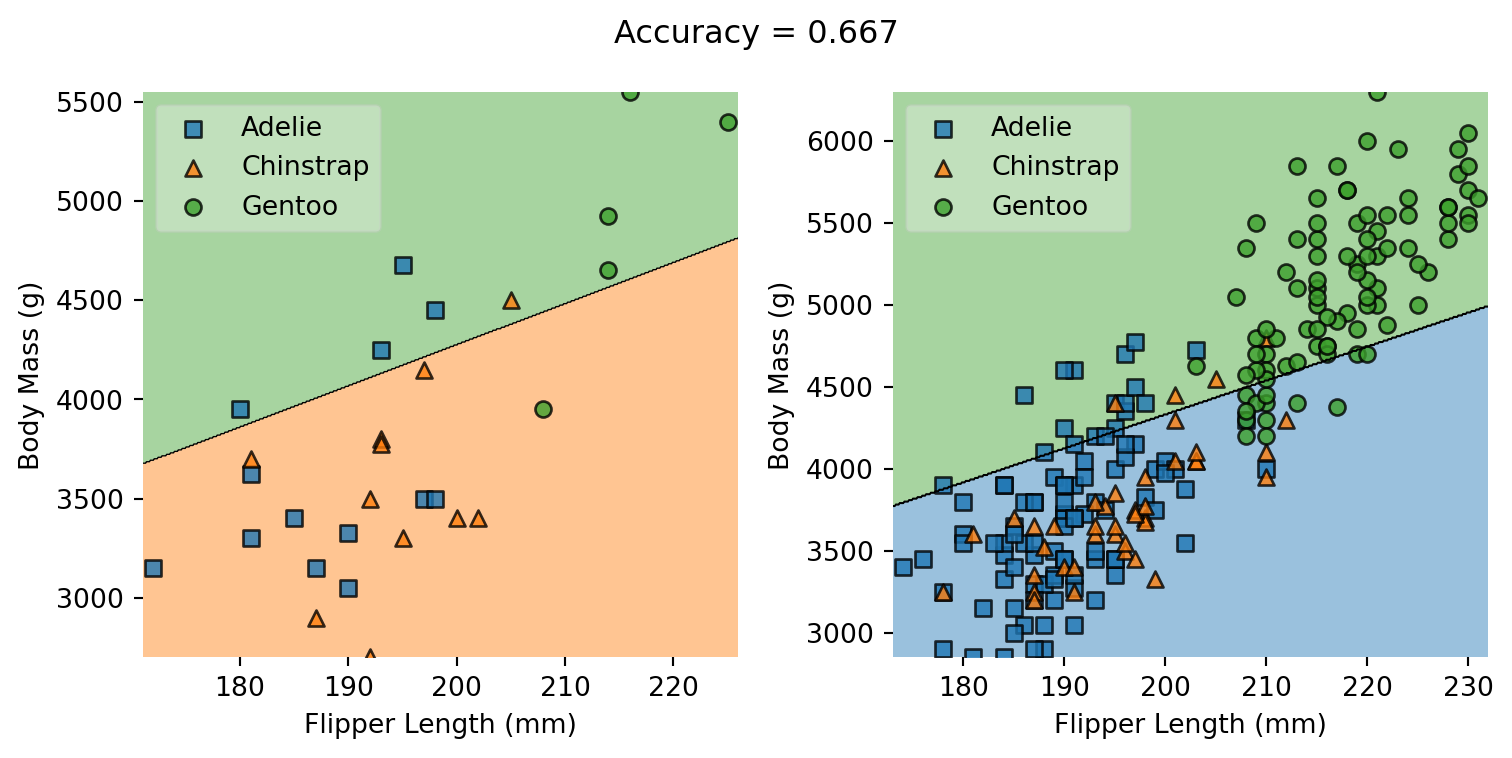 Accuracy = 0.667
Body Mass (g)
5500
5000
4500
4000
3500
3000
Adelie
Chinstrap
Gentoo
180 190 200 210 220
Flipper Length (mm)
Body Mass (g)
6000
5500
5000
4500
4000
3500
3000
Adelie
Chinstrap
Gentoo
180 190 200 210 220 230
Flipper Length (mm)